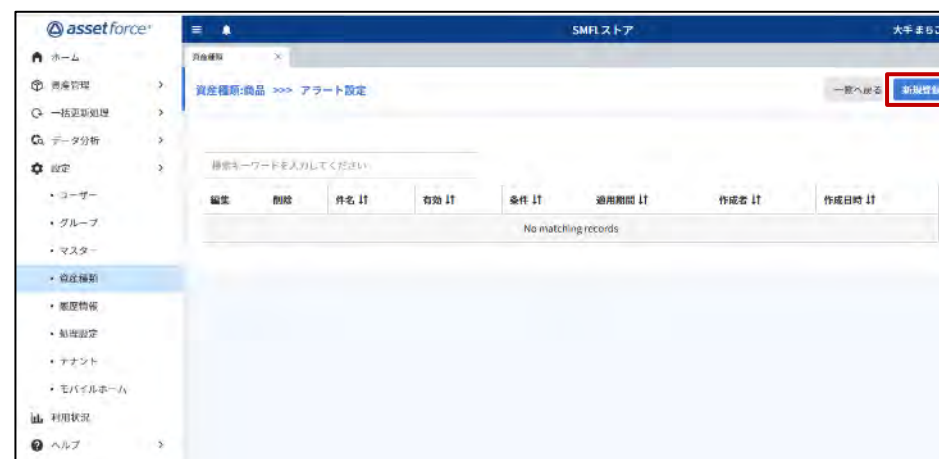 assetforce
SMFLストア
大手まちこ
ホーム
資産種類 ×
資産管理
資産種類:商品 >>> アラート設定
一覧へ戻る
新規登録
一括更新処理
データ分析
設定
検索キーワードを入力してください
ユーザー
編集 削除 件名 有効 条件 適用期間 作成者 作成日時
グループ
No matching records
マスター
資産種類
履歴情報
処理設定
テナント
モバイルホーム
利用状況
ヘルプ